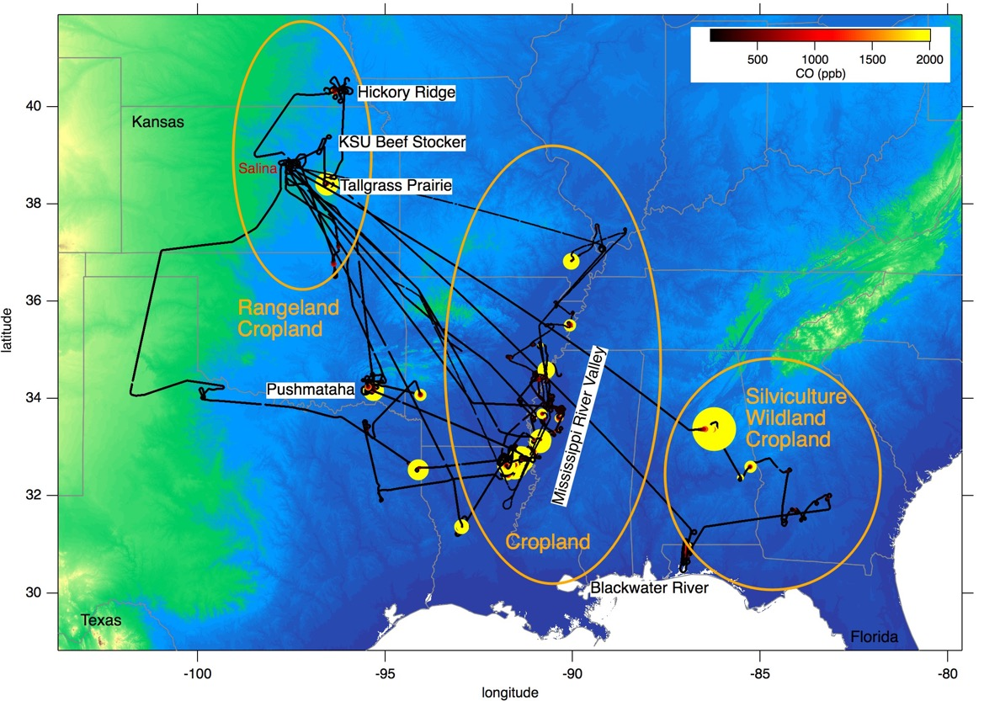 500
1000
1500
2000
CO (ppb)
Hickory Ridge
Kansas
KSU Beef Stocker
Salina
Tallgrass Prairie
Rangeland
Cropland
Pushmataha
Mississippi River Valley
Silviculture
Wildland
Cropland
Cropland
Blackwater River
Texas
Florida
latitude
40
38
36
34
32
30
-100
-95
-90
-85
-80
longitude